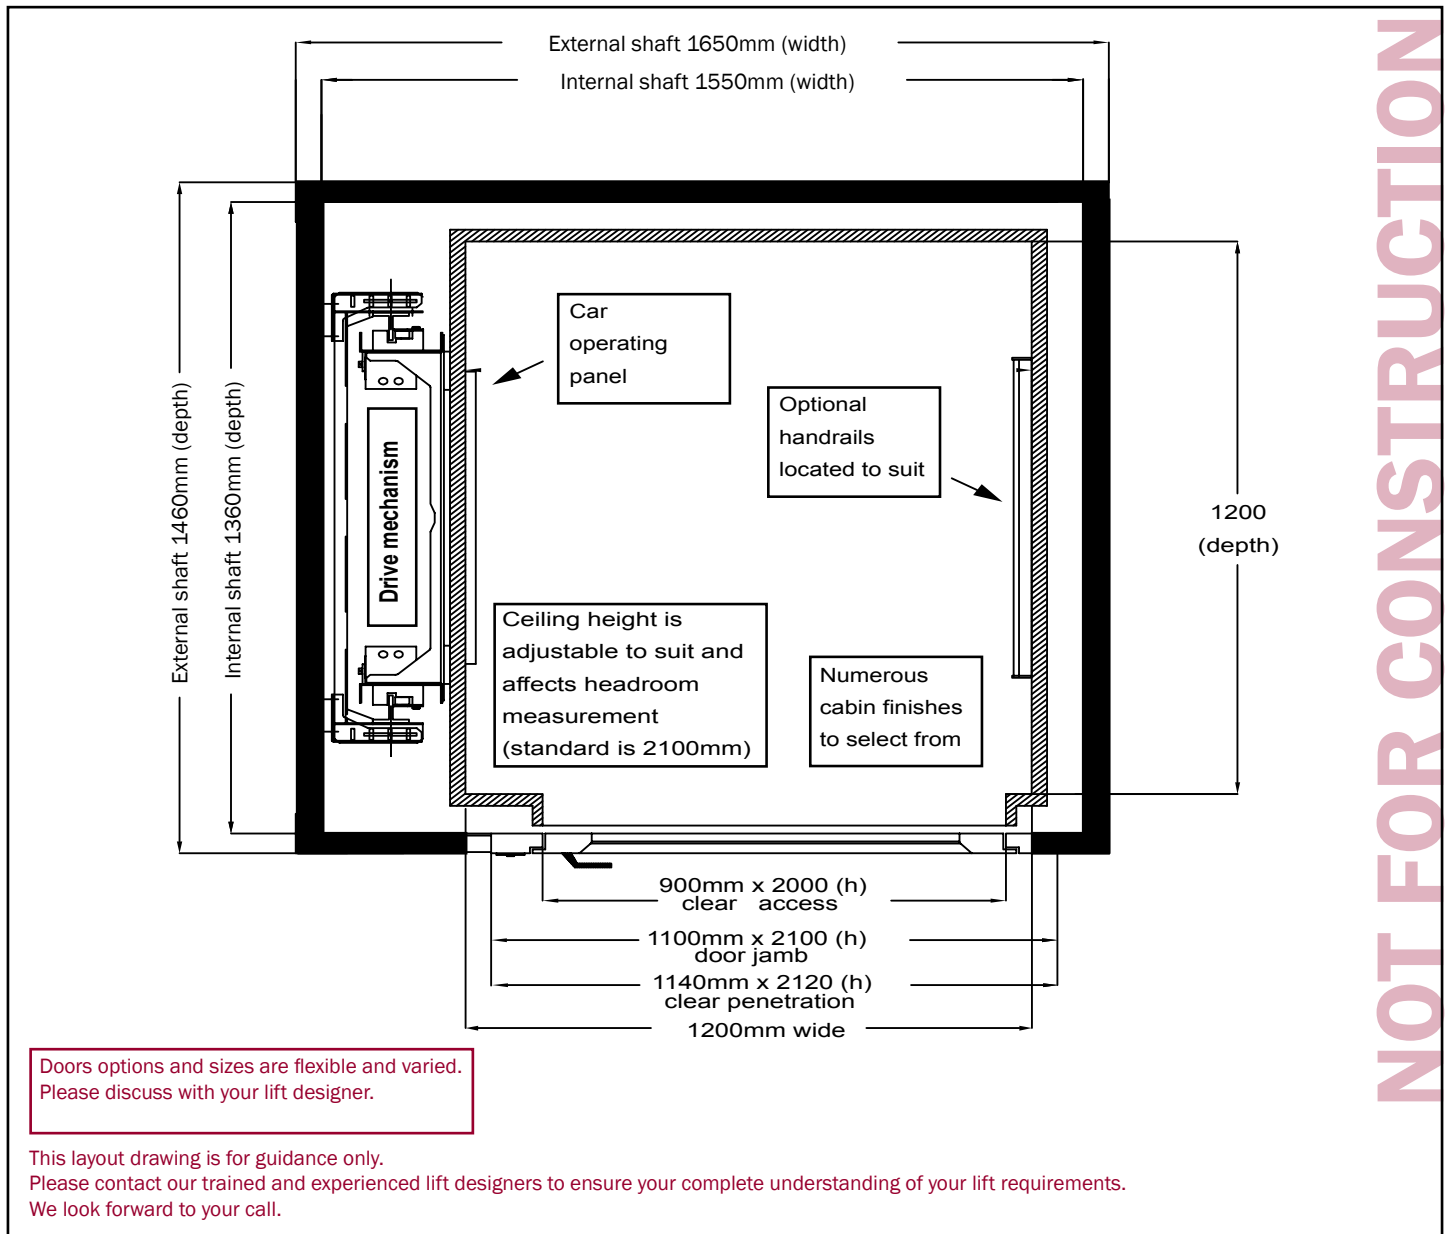 External shaft 1650mm (width)
Internal shaft 1550mm (width)
External shaft 1460mm (depth)
Internal shaft 1360mm (depth)
Drive mechanism
Car
operating
panel
Optional
handrails
located to suit
Ceiling height is
adjustable to suit and
affects headroom
measurement
(standard is 2100mm)
Numerous
cabin finishes
to select from
1200
(depth)
900mm x 2000 (h)
clear access
1100mm x 2100 (h)
door jamb
1140mm x 2120 (h)
clear penetration
1200mm wide
NOT FOR CONSTRUCTION
Doors options and sizes are flexible and varied.
Please discuss with your lift designer.
This layout drawing is for guidance only.
Please contact our trained and experienced lift designers to ensure your complete understanding of your lift requirements.
We look forward to your call.